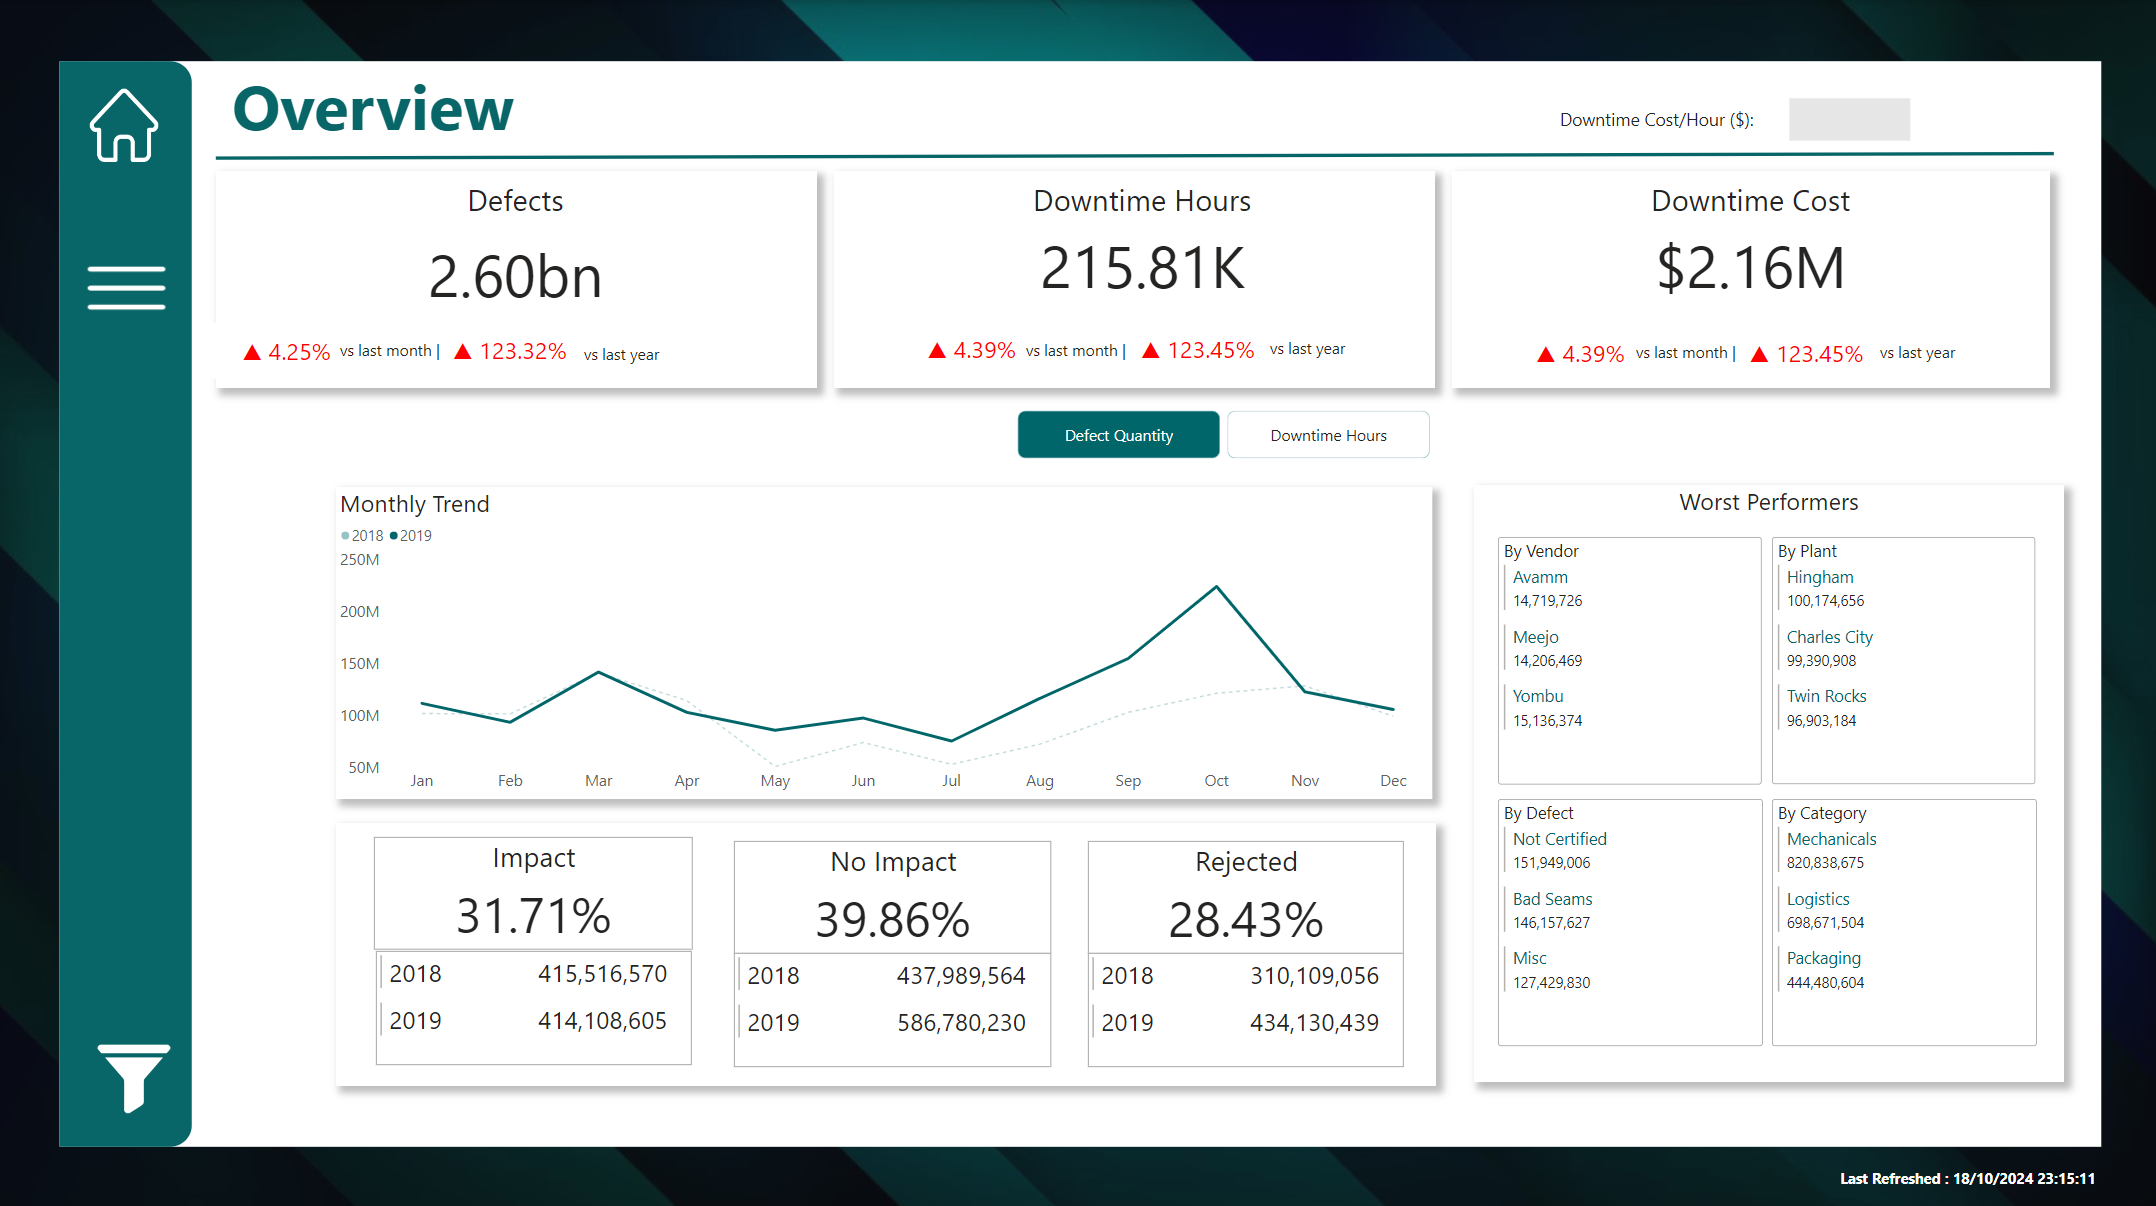 Overview
Downtime Cost/Hour ($):
Defects
2.60bn
▲ 4.25% vs last month | ▲ 123.32% vs last year
Downtime Hours
215.81K
▲ 4.39% vs last month | ▲ 123.45% vs last year
Downtime Cost
$2.16M
▲ 4.39% vs last month | ▲ 123.45% vs last year
Defect Quantity
Downtime Hours
Monthly Trend
2018 2019
250M
200M
150M
100M
50M
Jan Feb Mar Apr May Jun Jul Aug Sep Oct Nov Dec
Impact
31.71%
2018 415,516,570
2019 414,108,605
No Impact
39.86%
2018 437,989,564
2019 586,780,230
Rejected
28.43%
2018 310,109,056
2019 434,130,439
Worst Performers
By Vendor
Avamm
14,719,726
Meejo
14,206,469
Yombu
15,136,374
By Plant
Hingham
100,174,656
Charles City
99,390,908
Twin Rocks
96,903,184
By Defect
Not Certified
151,949,006
Bad Seams
146,157,627
Misc
127,429,830
By Category
Mechanicals
820,838,675
Logistics
698,671,504
Packaging
444,480,604
Last Refreshed : 18/10/2024 23:15:11